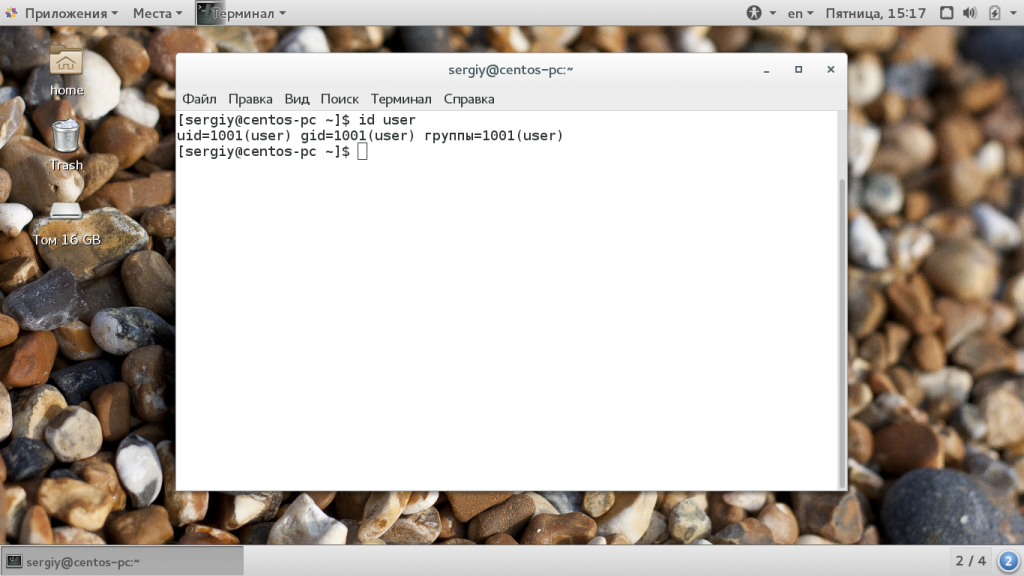 Приложения Места Терминал en Пятница, 15:17
home
Trash
Том 16 GB
sergiy@centos-pc:~
Файл Правка Вид Поиск Терминал Справка
[sergiy@centos-pc ~]$ id user
uid=1001(user) gid=1001(user) группы=1001(user)
[sergiy@centos-pc ~]$
sergiy@centos-pc:~ 2 / 4 2